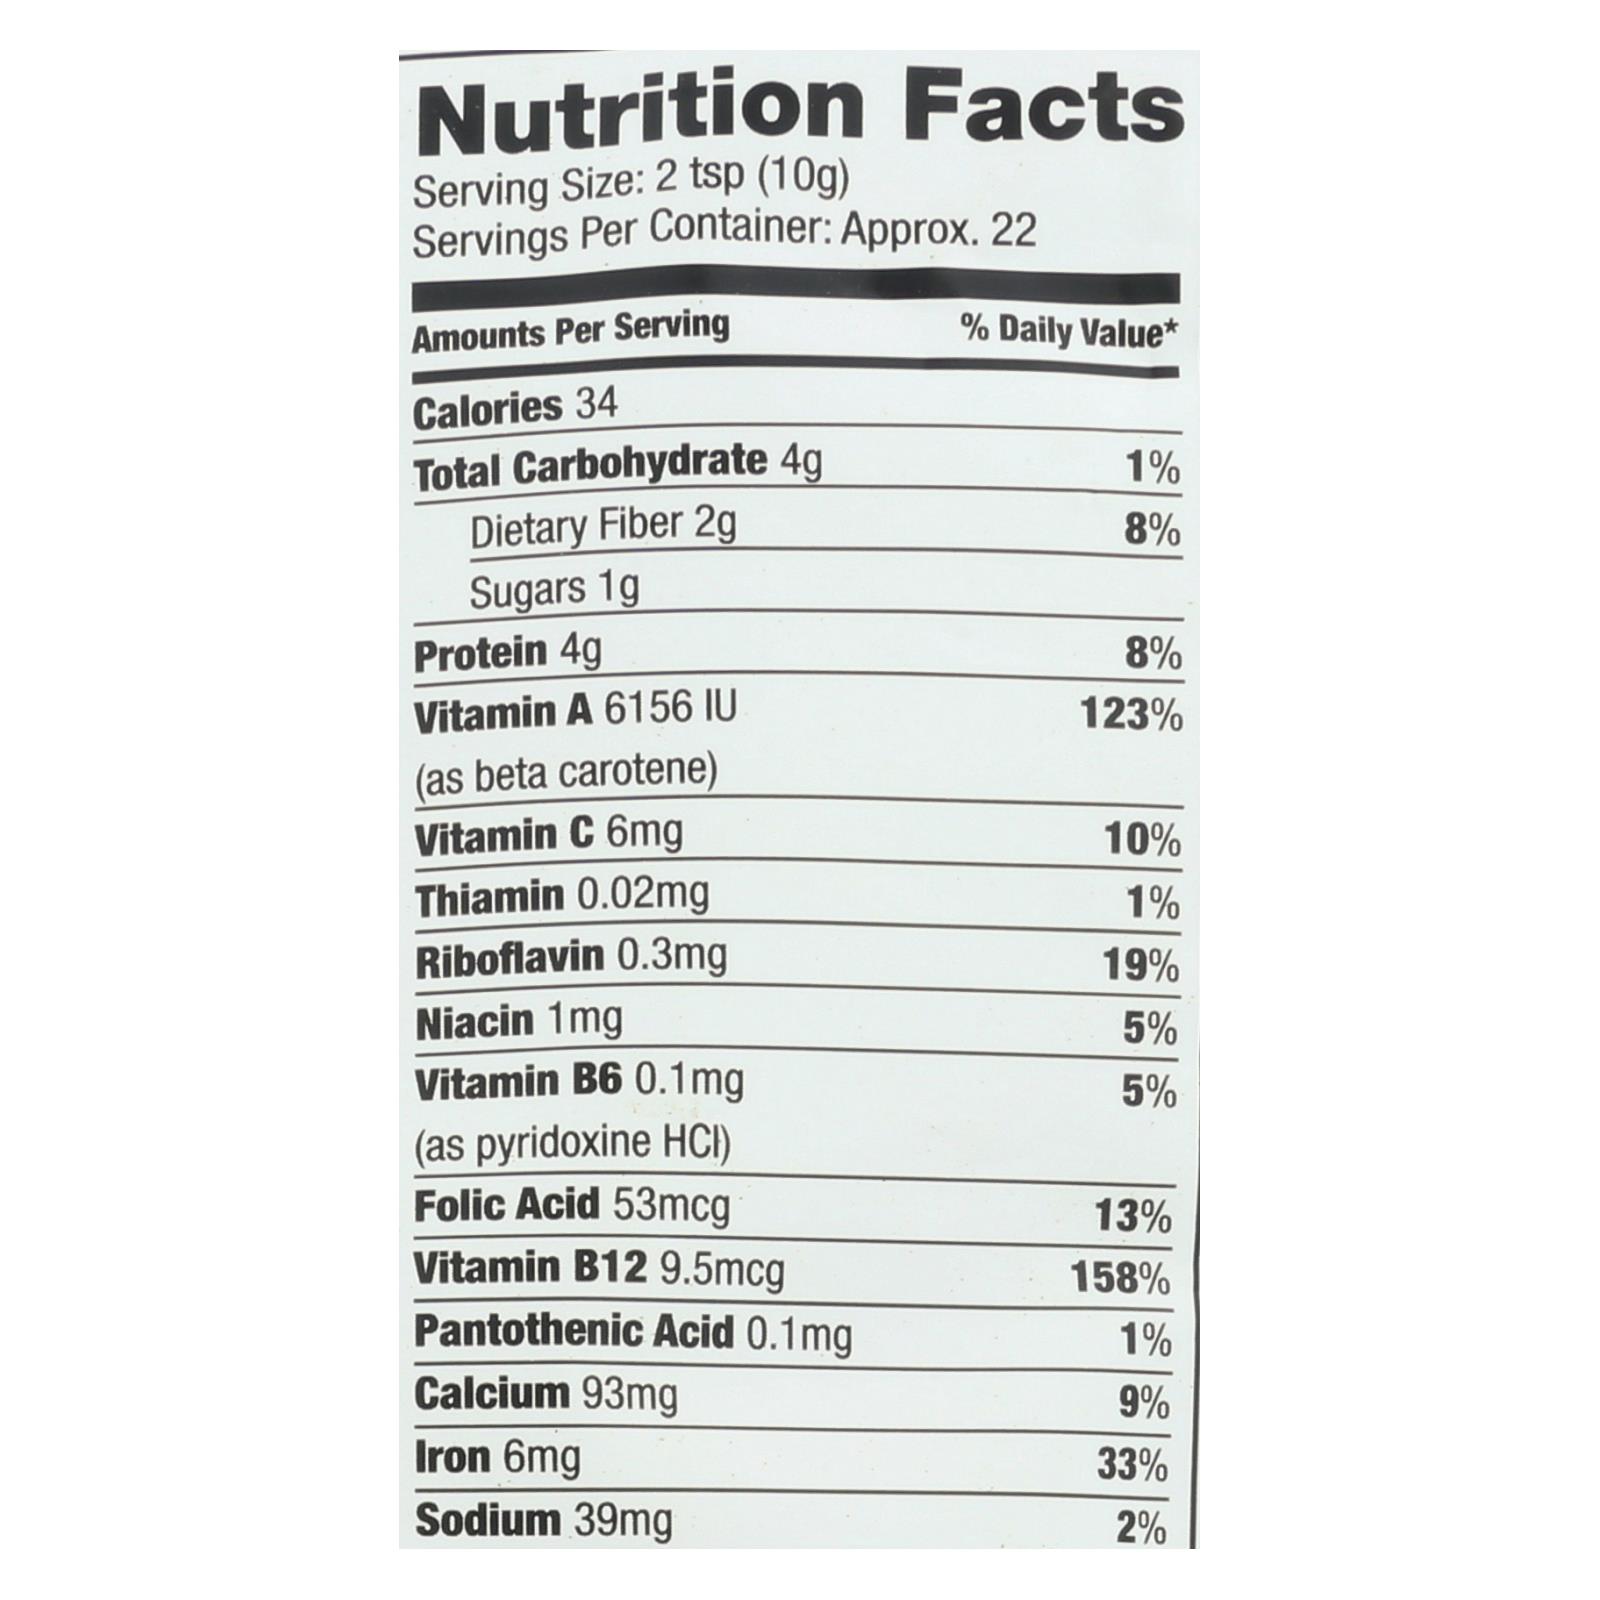 Nutrition Facts
Serving Size: 2 tsp (10g)
Servings Per Container: Approx. 22
Amounts Per Serving % Daily Value*
Calories 34
Total Carbohydrate 4g 1%
Dietary Fiber 2g 8%
Sugars 1g
Protein 4g 8%
Vitamin A 6156 IU 123%
(as beta carotene)
Vitamin C 6mg 10%
Thiamin 0.02mg 1%
Riboflavin 0.3mg 19%
Niacin 1mg 5%
Vitamin B6 0.1mg 5%
(as pyridoxine HCl)
Folic Acid 53mcg 13%
Vitamin B12 9.5mcg 158%
Pantothenic Acid 0.1mg 1%
Calcium 93mg 9%
Iron 6mg 33%
Sodium 39mg 2%